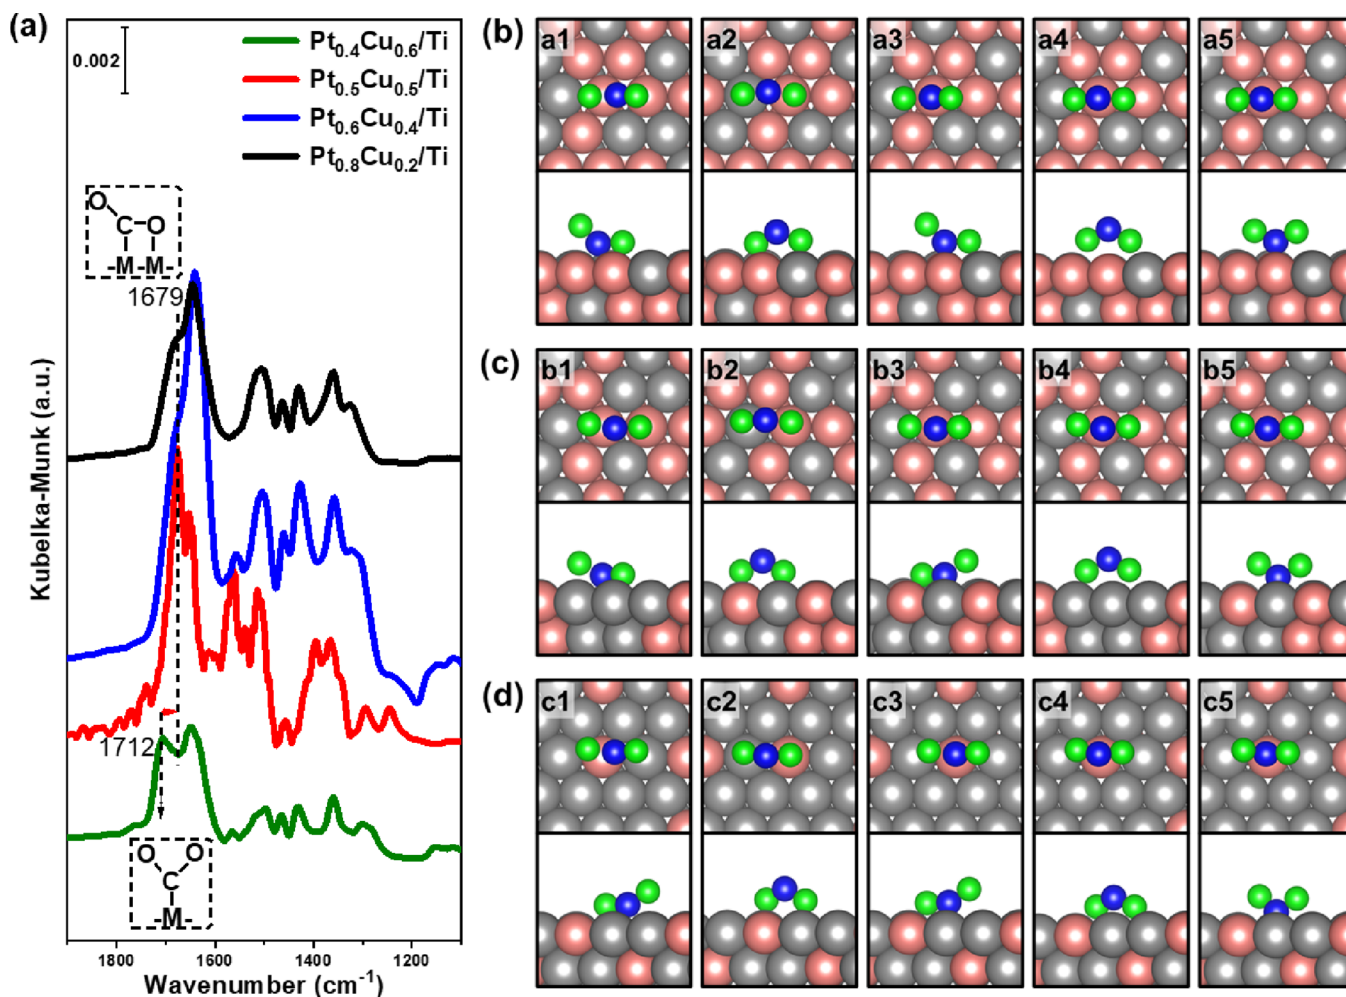 (a)
0.002
Pt0.4Cu0.6/Ti
Pt0.5Cu0.5/Ti
Pt0.6Cu0.4/Ti
Pt0.8Cu0.2/Ti
O
C-O
-M-M-
1679
1712
O O
C
-M-
Kubelka-Munk (a.u.)
1800 1600 1400 1200
Wavenumber (cm⁻¹)
(b)
a1 a2 a3 a4 a5
(c)
b1 b2 b3 b4 b5
(d)
c1 c2 c3 c4 c5